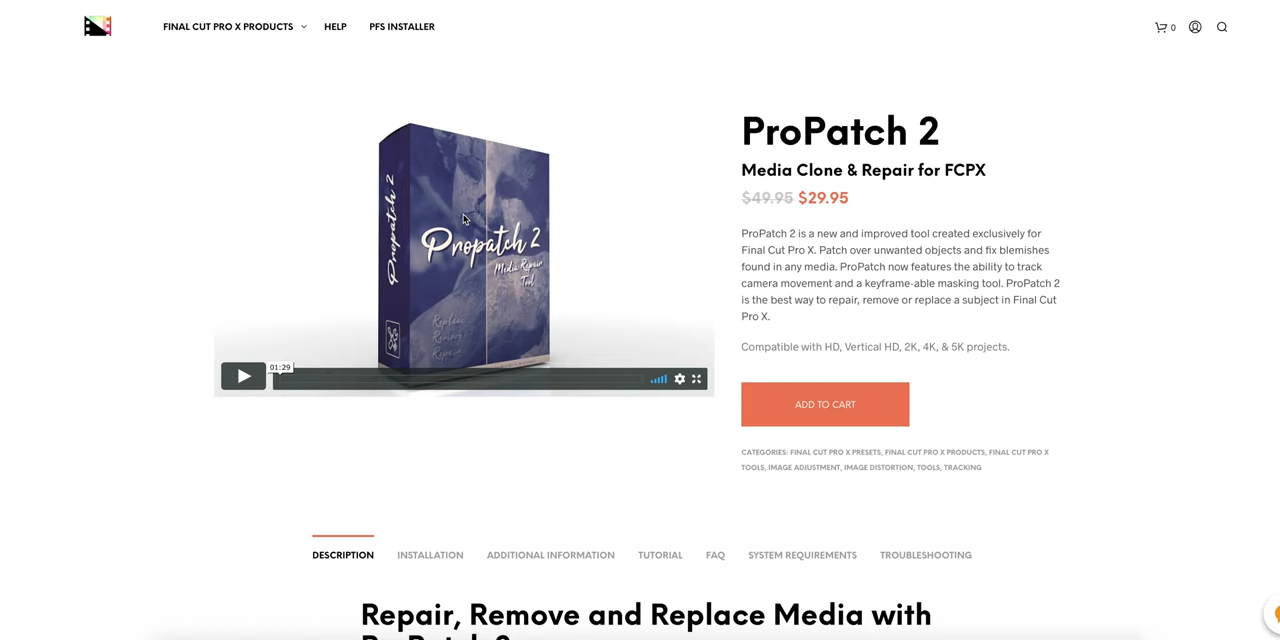 FINAL CUT PRO X PRODUCTS
HELP
PFS INSTALLER
0
ProPatch 2
Media Clone & Repair for FCPX
$49.95 $29.95
ProPatch 2 is a new and improved tool created exclusively for
Final Cut Pro X. Patch over unwanted objects and fix blemishes
found in any media. ProPatch now features the ability to track
camera movement and a keyframe-able masking tool. ProPatch 2
is the best way to repair, remove or replace a subject in Final Cut
Pro X.
Compatible with HD, Vertical HD, 2K, 4K, & 5K projects.
ADD TO CART
CATEGORIES: FINAL CUT PRO X PRESETS, FINAL CUT PRO X PRODUCTS, FINAL CUT PRO X
TOOLS, IMAGE ADJUSTMENT, IMAGE DISTORTION, TOOLS, TRACKING
Propatch 2
Propatch 2
Media Repair
Tool
Replace
Remove
Repair
01:29
DESCRIPTION
INSTALLATION
ADDITIONAL INFORMATION
TUTORIAL
FAQ
SYSTEM REQUIREMENTS
TROUBLESHOOTING
Repair, Remove and Replace Media with
ProPatch 2